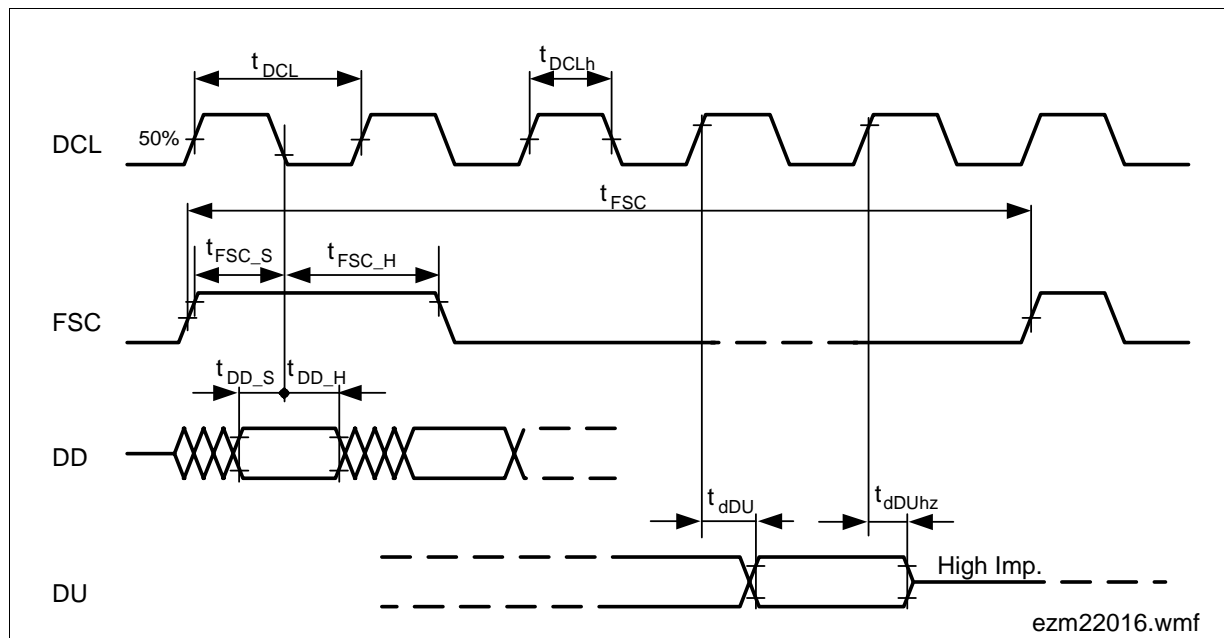 t DCL
t DCLh
DCL
50%
t FSC
t FSC_S
t FSC_H
FSC
t DD_S
t DD_H
DD
t dDU
t dDUhz
DU
High Imp.
ezm22016.wmf